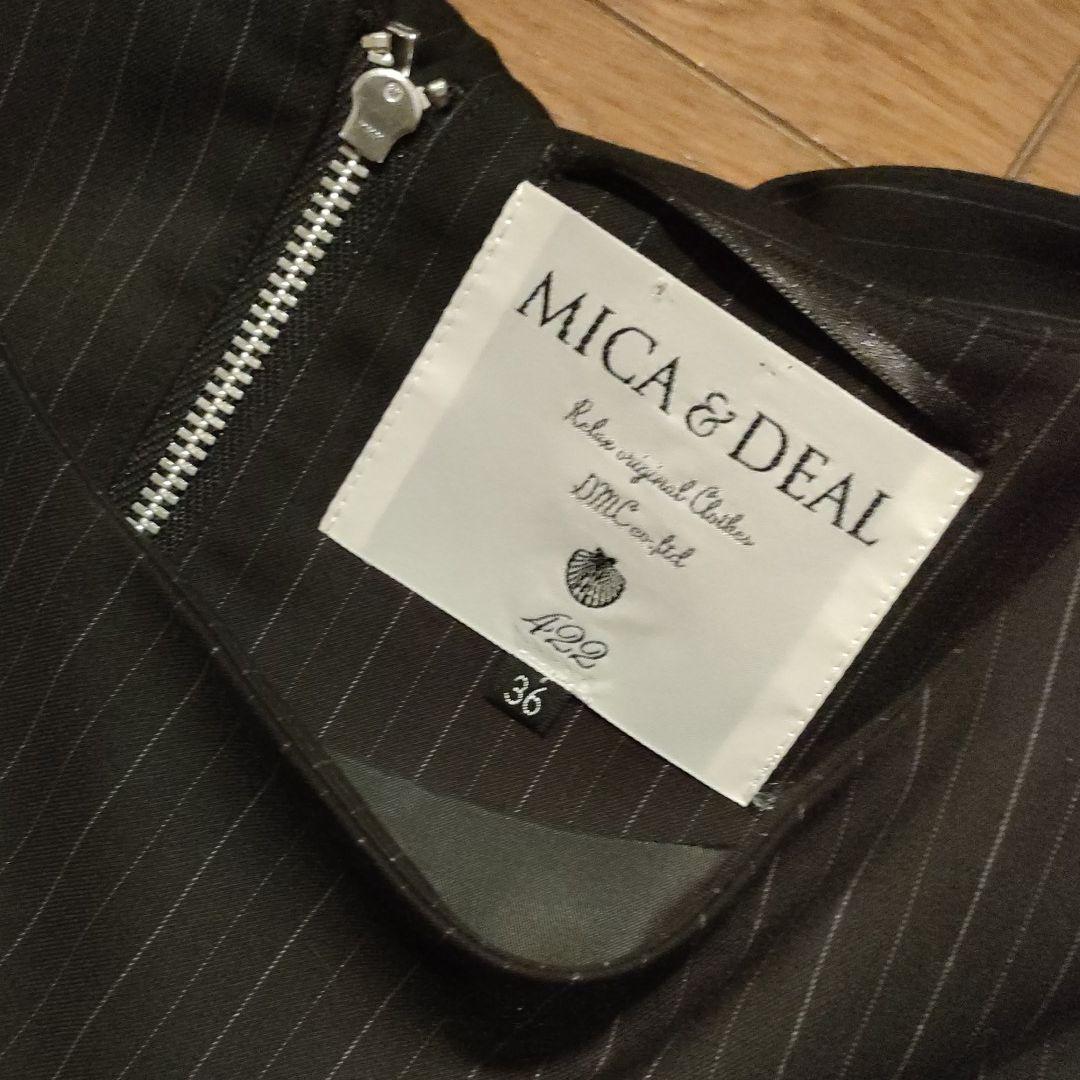 MICA & DEAL
Relax original Clothes
DMC co.ltd
422
36